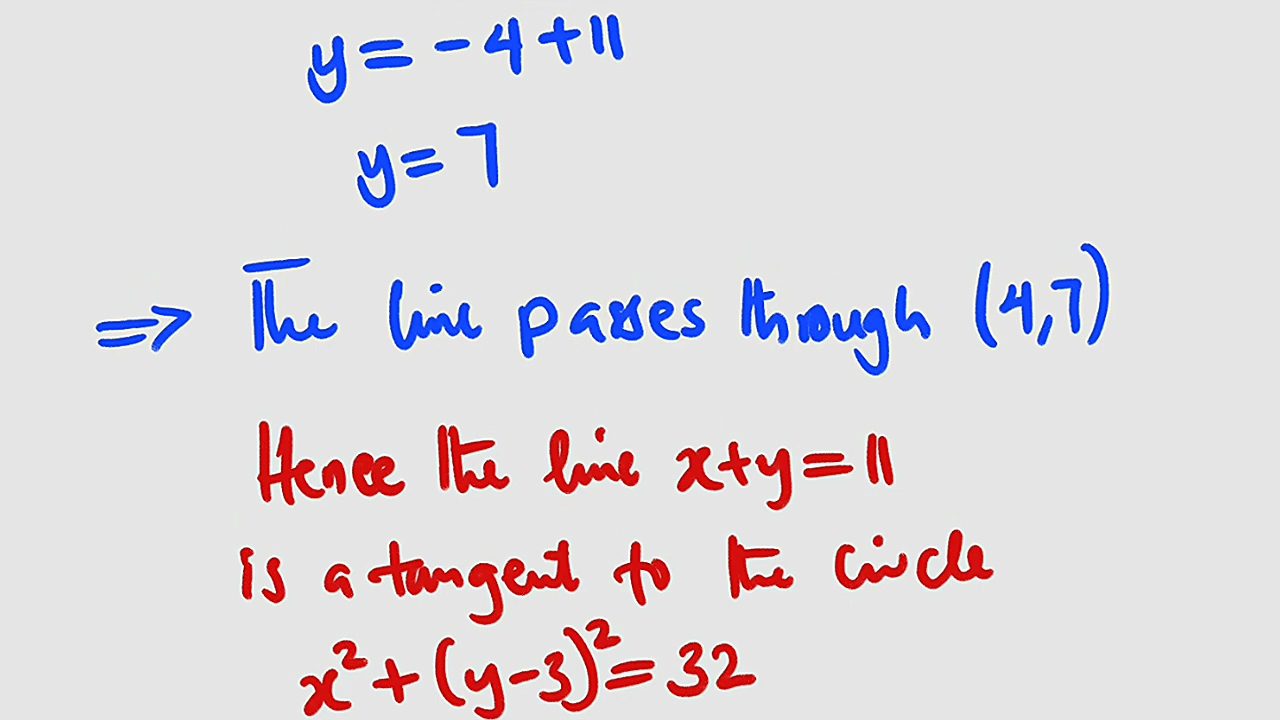 y = -4 + 11
y = 7
⇒ The line passes through (4,7)
Hence the line x+y=11
is a tangent to the circle
x² + (y-3)² = 32